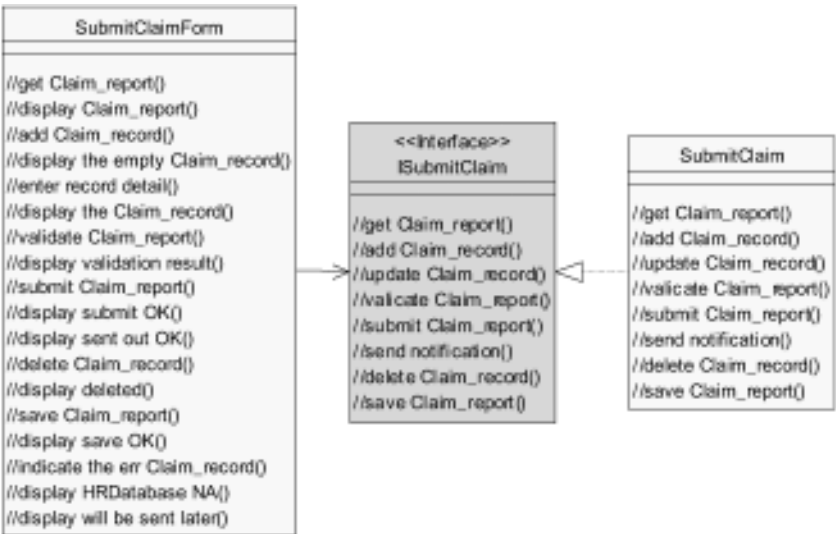 SubmitClaimForm
//get Claim_report()
//display Claim_report()
//add Claim_record()
//display the empty Claim_record()
//enter record detail()
//display the Claim_record()
//validate Claim_report()
//display validation result()
//submit Claim_report()
//display submit OK()
//display sent out OK()
//delete Claim_record()
//display deleted()
//save Claim_report()
//display save OK()
//indicate the err Claim_record()
//display HRDatabase NA()
//display will be sent later()
<<Interface>>
ISubmitClaim
//get Claim_report()
//add Claim_record()
//update Claim_record()
//valicate Claim_report()
//submit Claim_report()
//send notification()
//delete Claim_record()
//save Claim_report()
SubmitClaim
//get Claim_report()
//add Claim_record()
//update Claim_record()
//valicate Claim_report()
//submit Claim_report()
//send notification()
//delete Claim_record()
//save Claim_report()